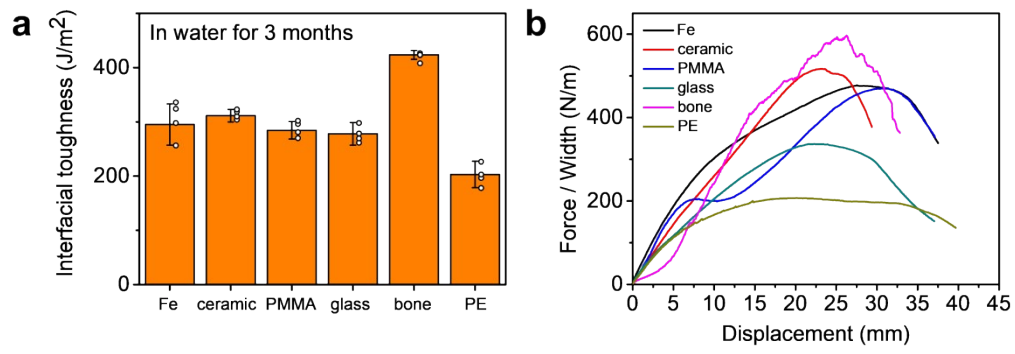 a
In water for 3 months
Interfacial toughness (J/m²)
400
200
0
Fe ceramic PMMA glass bone PE
b
Fe
ceramic
PMMA
glass
bone
PE
Force / Width (N/m)
600
400
200
0
0 5 10 15 20 25 30 35 40 45
Displacement (mm)